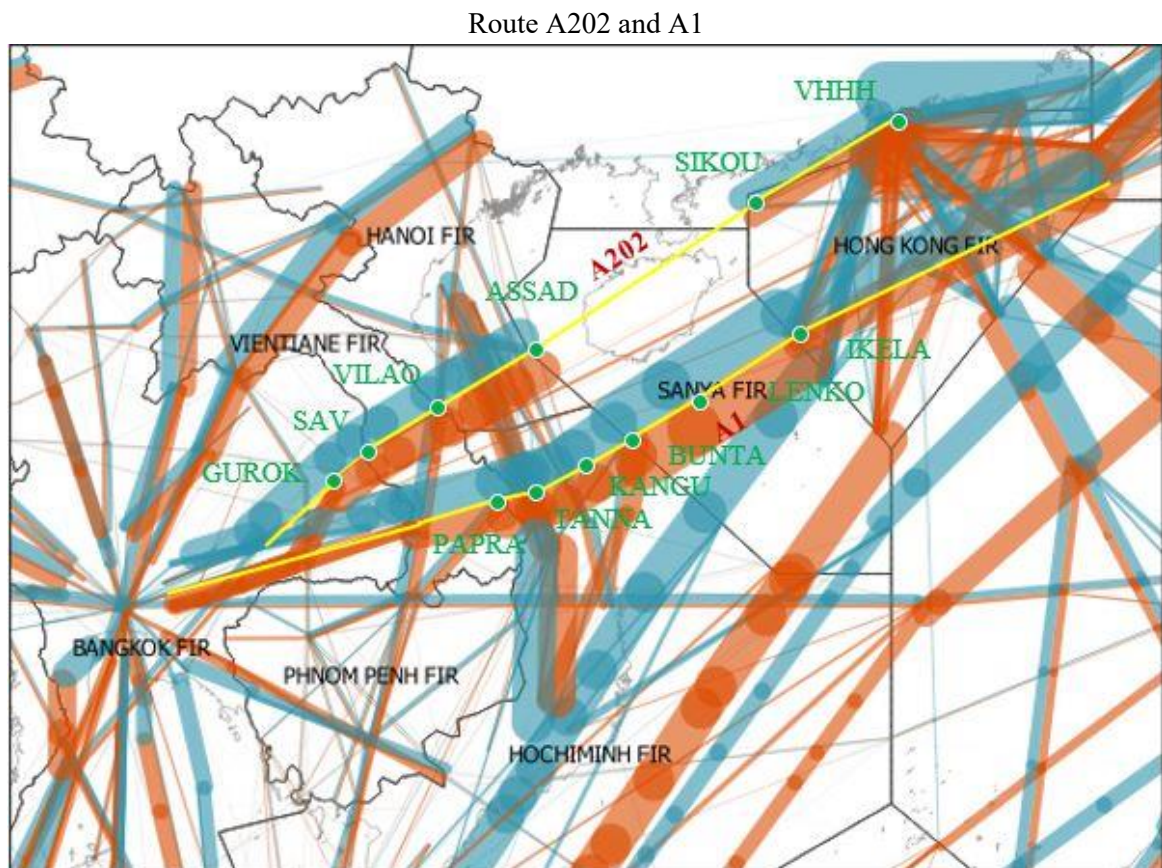 Route A202 and A1
VHHH
SIKOU
HANOI FIR
HONG KONG FIR
A202
ASSAD
VIENTIANE FIR
VILAO
IKELA
SANYA FIR
LENKO
SAV
A1
BUNTA
GUROK
KANGU
TANNA
PAPRA
BANGKOK FIR
PHNOM PENH FIR
HOCHIMINH FIR